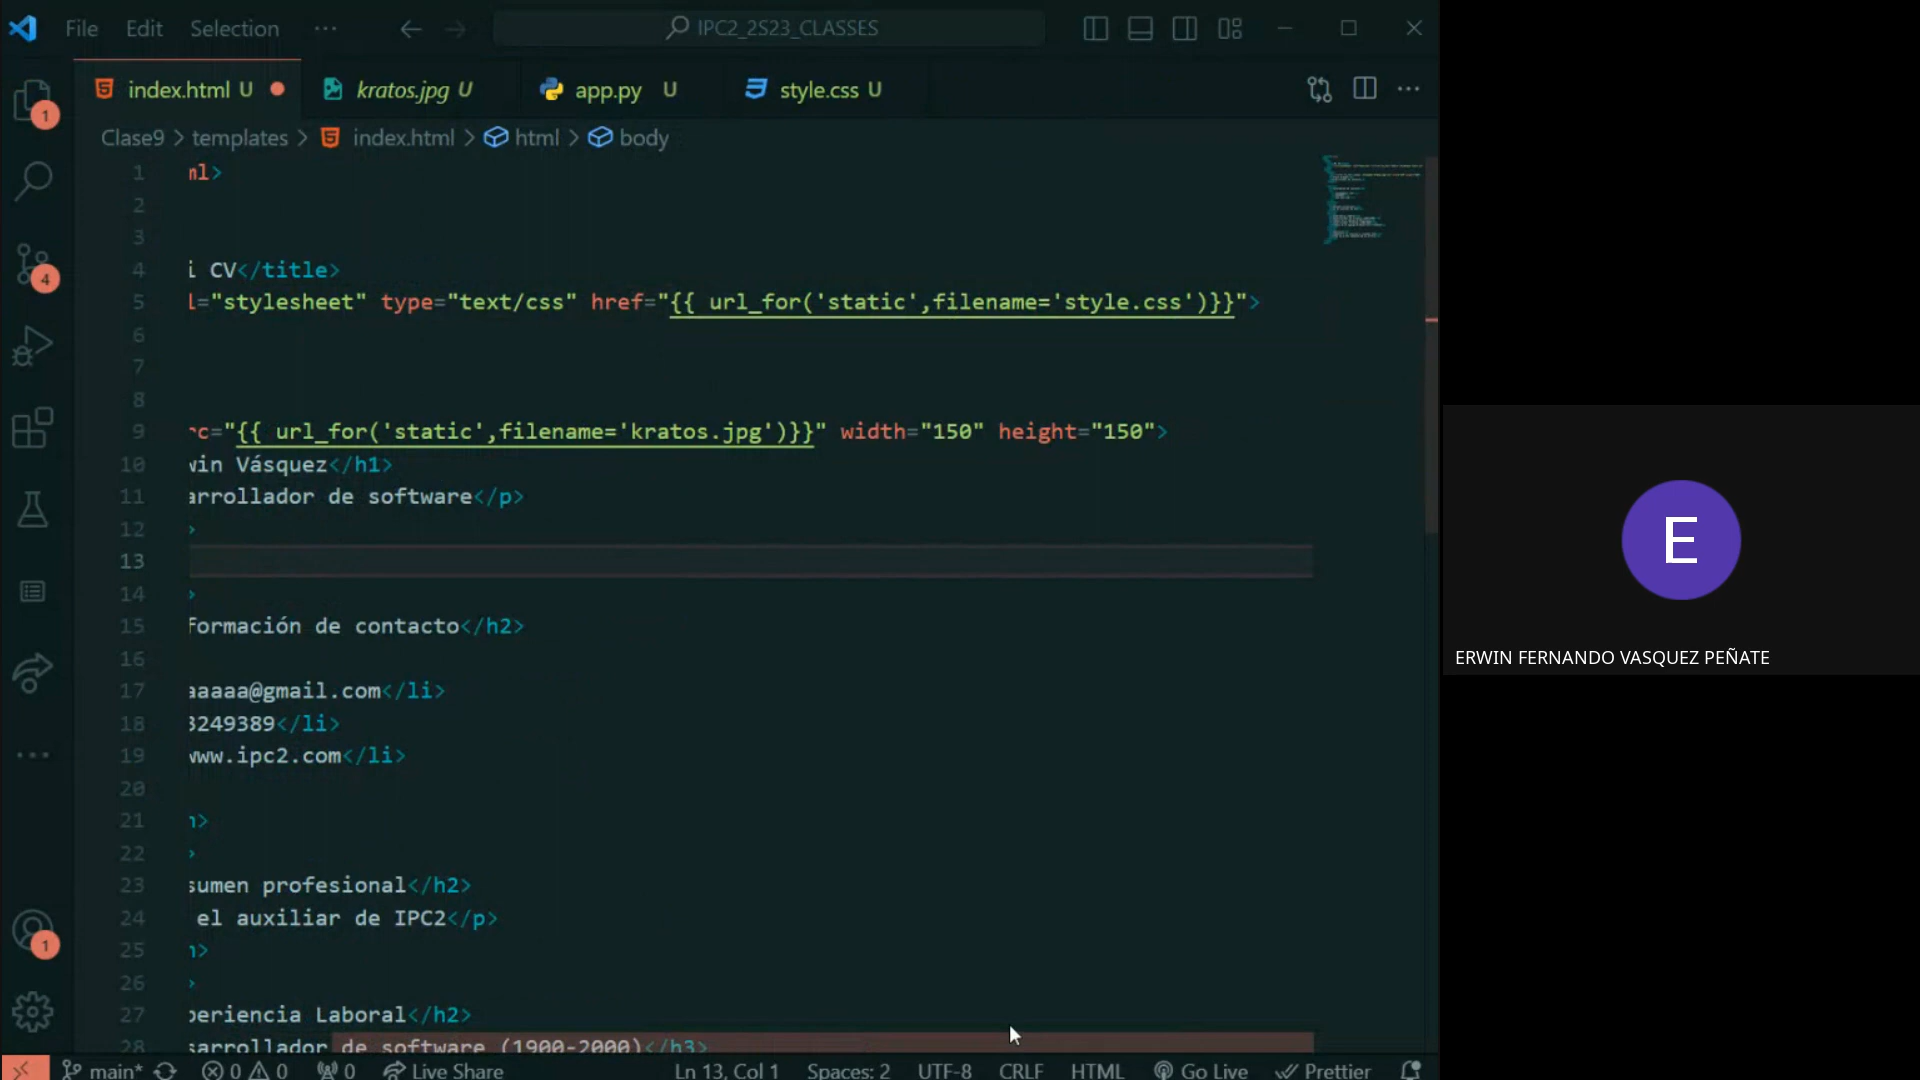 File Edit Selection ··· IPC2_2S23_CLASSES
index.html U kratos.jpg U app.py U style.css U
Clase9 > templates > index.html > html > body
1 ml>
2
3
4 i CV</title>
5 l="stylesheet" type="text/css" href="{{ url_for('static',filename='style.css')}}">
6
7
8
9 rc="{{ url_for('static',filename='kratos.jpg')}}" width="150" height="150">
10 win Vásquez</h1>
11 arrollador de software</p>
12 >
13
14 >
15 formación de contacto</h2>
16
17 aaaaa@gmail.com</li>
18 3249389</li>
19 www.ipc2.com</li>
20
21 n>
22 >
23 sumen profesional</h2>
24 el auxiliar de IPC2</p>
25 n>
26 >
27 periencia Laboral</h2>
28 sarrollador de software (1900-2000)</h3>
1
4
1
main* 0 0 0 Live Share Ln 13, Col 1 Spaces: 2 UTF-8 CRLF HTML Go Live Prettier
E
ERWIN FERNANDO VASQUEZ PEÑATE